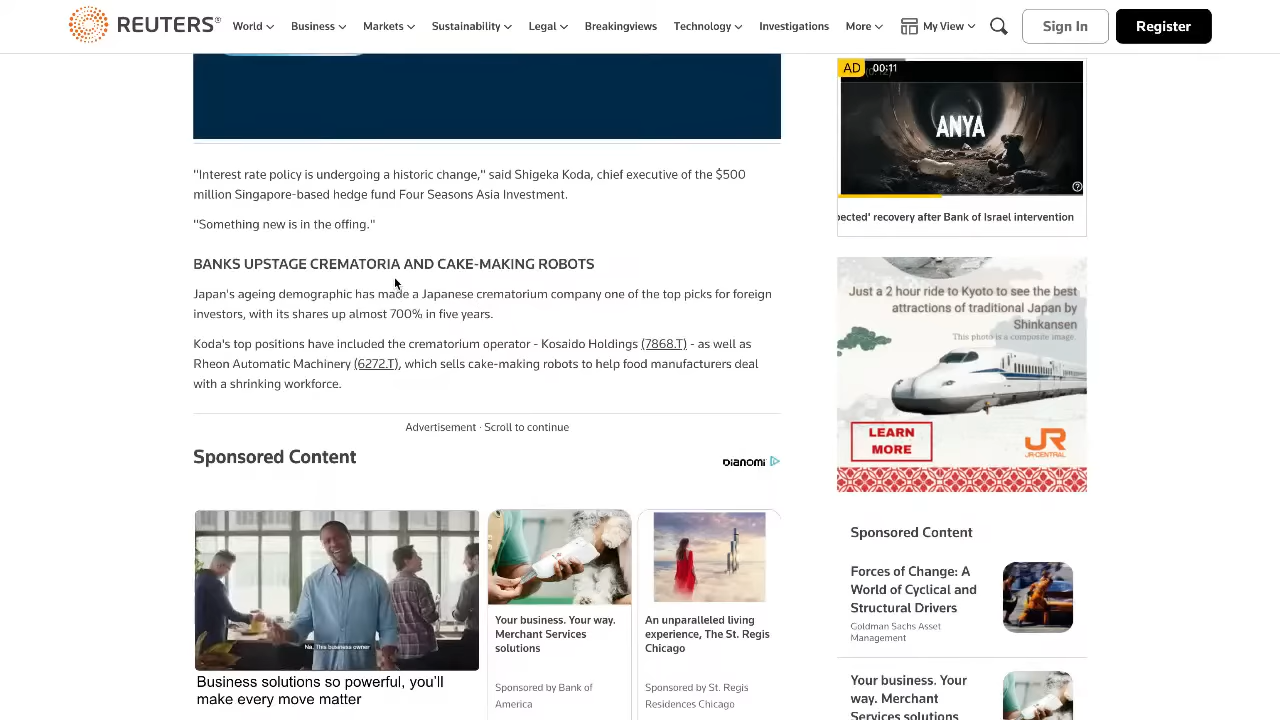 REUTERS®
World
Business
Markets
Sustainability
Legal
Breakingviews
Technology
Investigations
More
My View
Sign In
Register
"Interest rate policy is undergoing a historic change," said Shigeka Koda, chief executive of the $500
million Singapore-based hedge fund Four Seasons Asia Investment.
"Something new is in the offing."
BANKS UPSTAGE CREMATORIA AND CAKE-MAKING ROBOTS
Japan's ageing demographic has made a Japanese crematorium company one of the top picks for foreign
investors, with its shares up almost 700% in five years.
Koda's top positions have included the crematorium operator - Kosaido Holdings (7868.T) - as well as
Rheon Automatic Machinery (6272.T), which sells cake-making robots to help food manufacturers deal
with a shrinking workforce.
Advertisement · Scroll to continue
Sponsored Content
DIANOMI
No. This business owner
Business solutions so powerful, you'll
make every move matter
Your business. Your way.
Merchant Services
solutions
Sponsored by Bank of
America
An unparalleled living
experience, The St. Regis
Chicago
Sponsored by St. Regis
Residences Chicago
AD 00:11
ANYA
pected' recovery after Bank of Israel intervention
Just a 2 hour ride to Kyoto to see the best
attractions of traditional Japan by
Shinkansen
This photo is a composite image.
LEARN
MORE
JR
JR-CENTRAL
Sponsored Content
Forces of Change: A
World of Cyclical and
Structural Drivers
Goldman Sachs Asset
Management
Your business. Your
way. Merchant
Services solutions